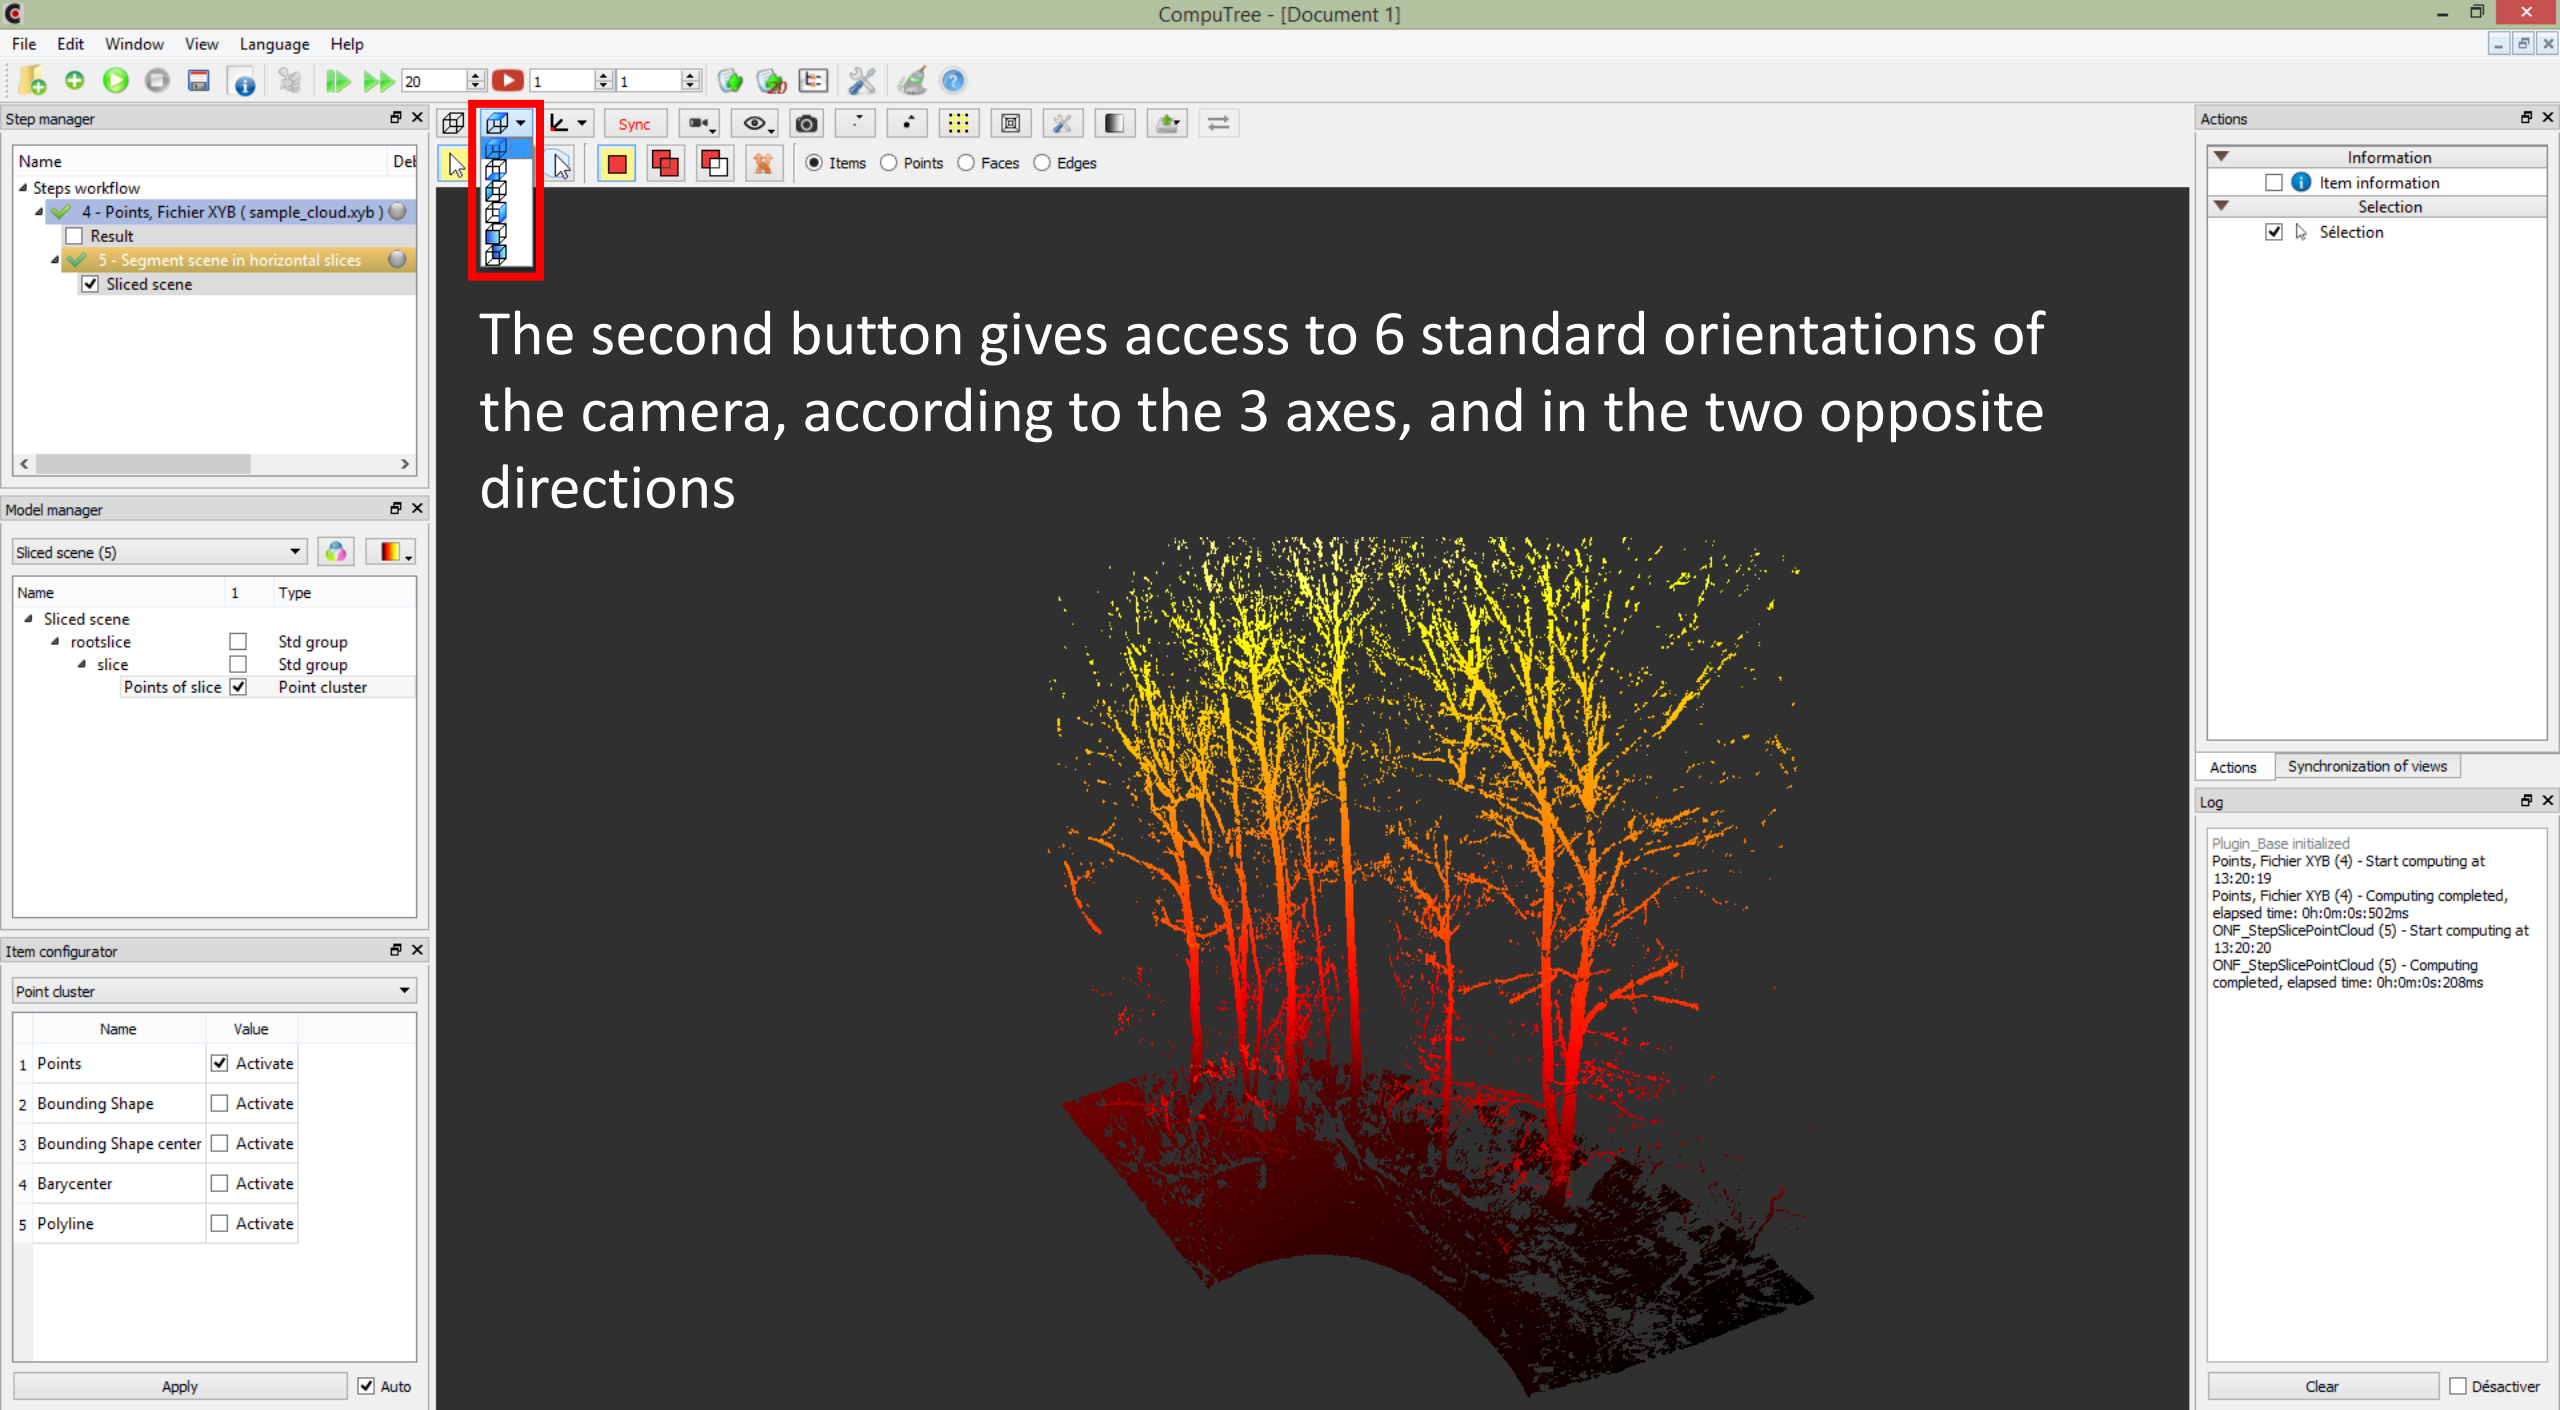 CompuTree - [Document 1]
File Edit Window View Language Help
20 1 1
Step manager
Name Del
Steps workflow
4 - Points, Fichier XYB ( sample_cloud.xyb )
Result
5 - Segment scene in horizontal slices
Sliced scene
Model manager
Sliced scene (5)
Name 1 Type
Sliced scene
rootslice Std group
slice Std group
Points of slice Point cluster
Item configurator
Point cluster
Name Value
1 Points Activate
2 Bounding Shape Activate
3 Bounding Shape center Activate
4 Barycenter Activate
5 Polyline Activate
Apply Auto
Sync
Items Points Faces Edges
The second button gives access to 6 standard orientations of
the camera, according to the 3 axes, and in the two opposite
directions
Actions
Information
Item information
Selection
Sélection
Actions Synchronization of views
Log
Plugin_Base initialized
Points, Fichier XYB (4) - Start computing at
13:20:19
Points, Fichier XYB (4) - Computing completed,
elapsed time: 0h:0m:0s:502ms
ONF_StepSlicePointCloud (5) - Start computing at
13:20:20
ONF_StepSlicePointCloud (5) - Computing
completed, elapsed time: 0h:0m:0s:208ms
Clear Désactiver